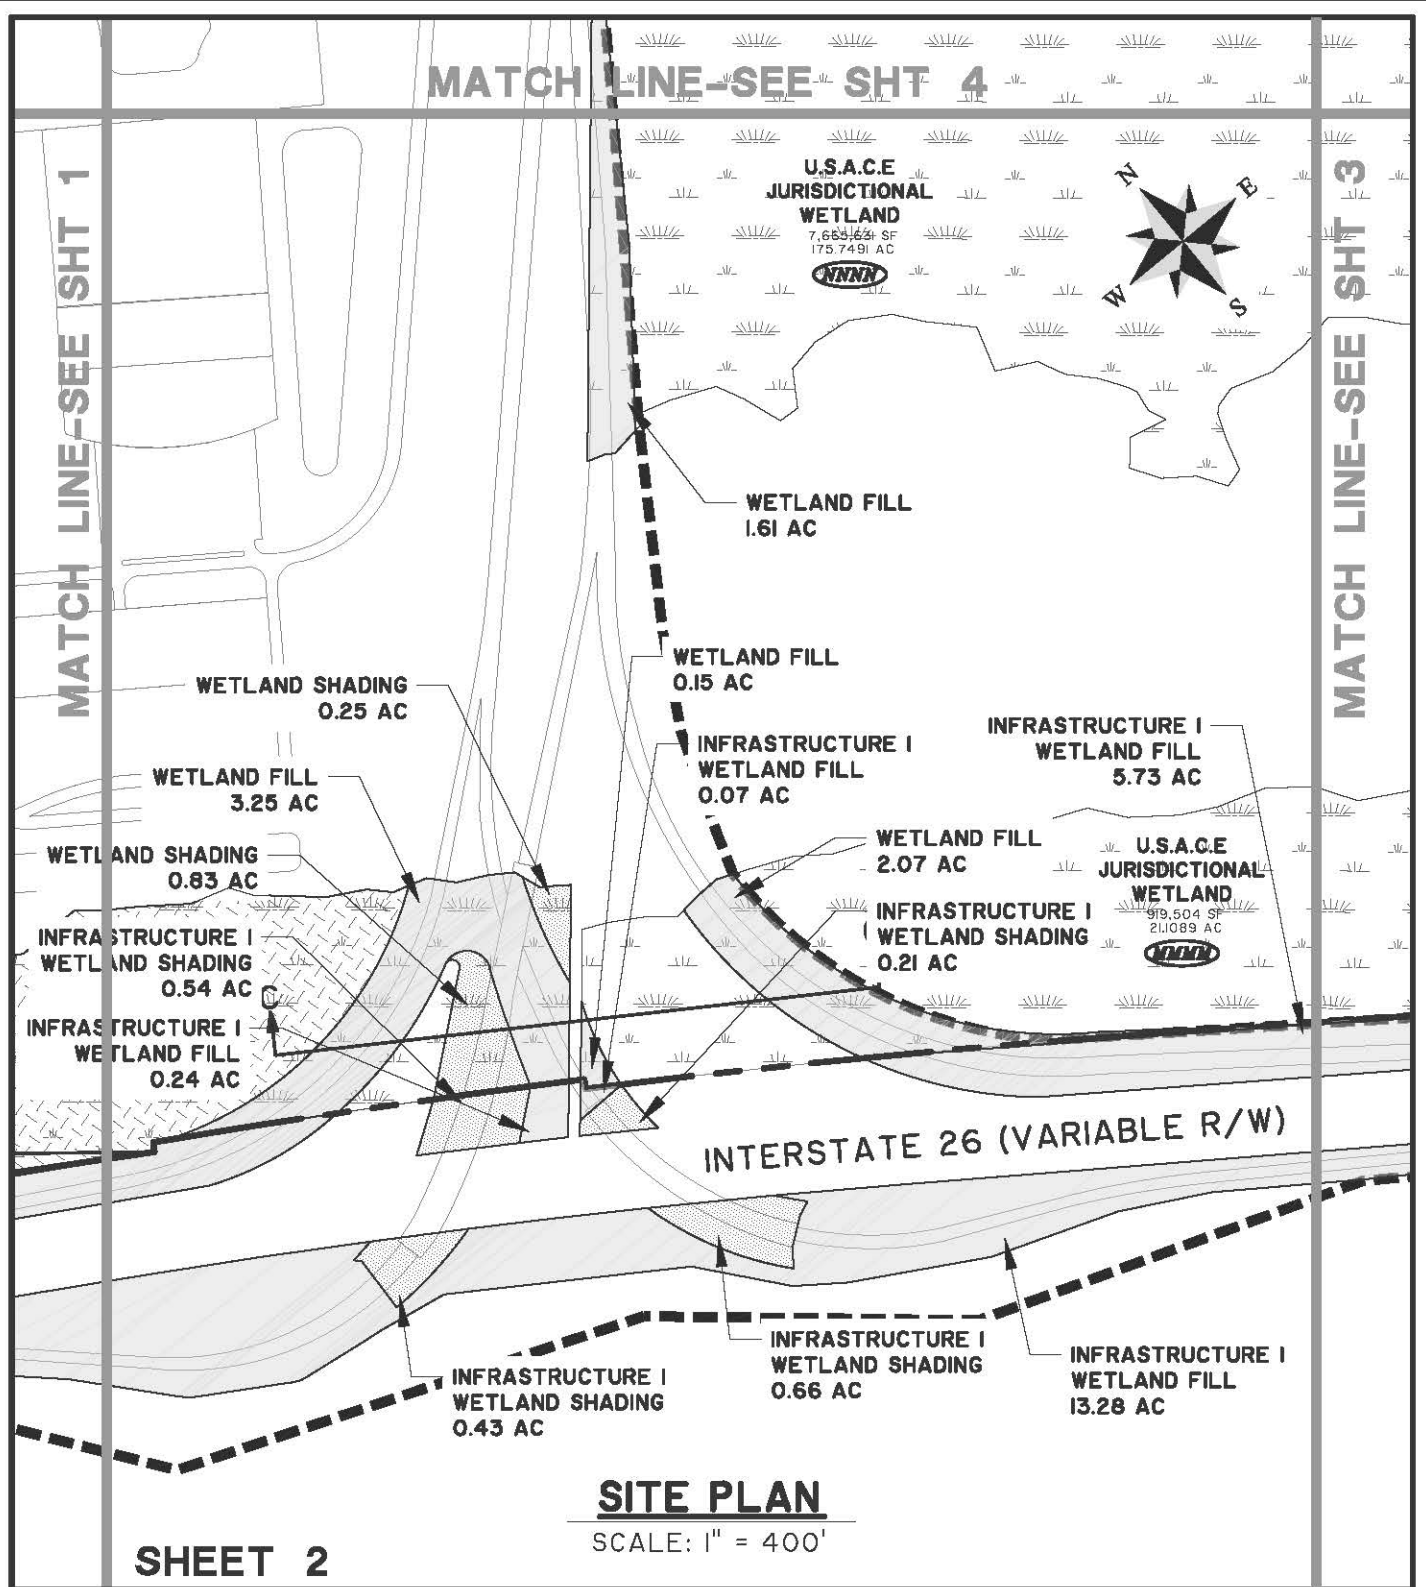 MATCH LINE-SEE SHT 4
MATCH LINE-SEE SHT 1
MATCH LINE-SEE SHT 3
U.S.A.C.E
JURISDICTIONAL
WETLAND
7,655,631 SF
175.7491 AC
NNNN
N
E
W
S
WETLAND FILL
1.61 AC
WETLAND FILL
0.15 AC
WETLAND SHADING
0.25 AC
INFRASTRUCTURE I
WETLAND FILL
0.07 AC
INFRASTRUCTURE I
WETLAND FILL
5.73 AC
WETLAND FILL
3.25 AC
WETLAND FILL
2.07 AC
WETLAND SHADING
0.83 AC
U.S.A.C.E
JURISDICTIONAL
WETLAND
919,504 SF
21.1089 AC
INFRASTRUCTURE I
WETLAND SHADING
0.21 AC
INFRASTRUCTURE I
WETLAND SHADING
0.54 AC
C
INFRASTRUCTURE I
WETLAND FILL
0.24 AC
INTERSTATE 26 (VARIABLE R/W)
INFRASTRUCTURE I
WETLAND SHADING
0.66 AC
INFRASTRUCTURE I
WETLAND FILL
13.28 AC
INFRASTRUCTURE I
WETLAND SHADING
0.43 AC
SITE PLAN
SCALE: 1" = 400'
SHEET 2